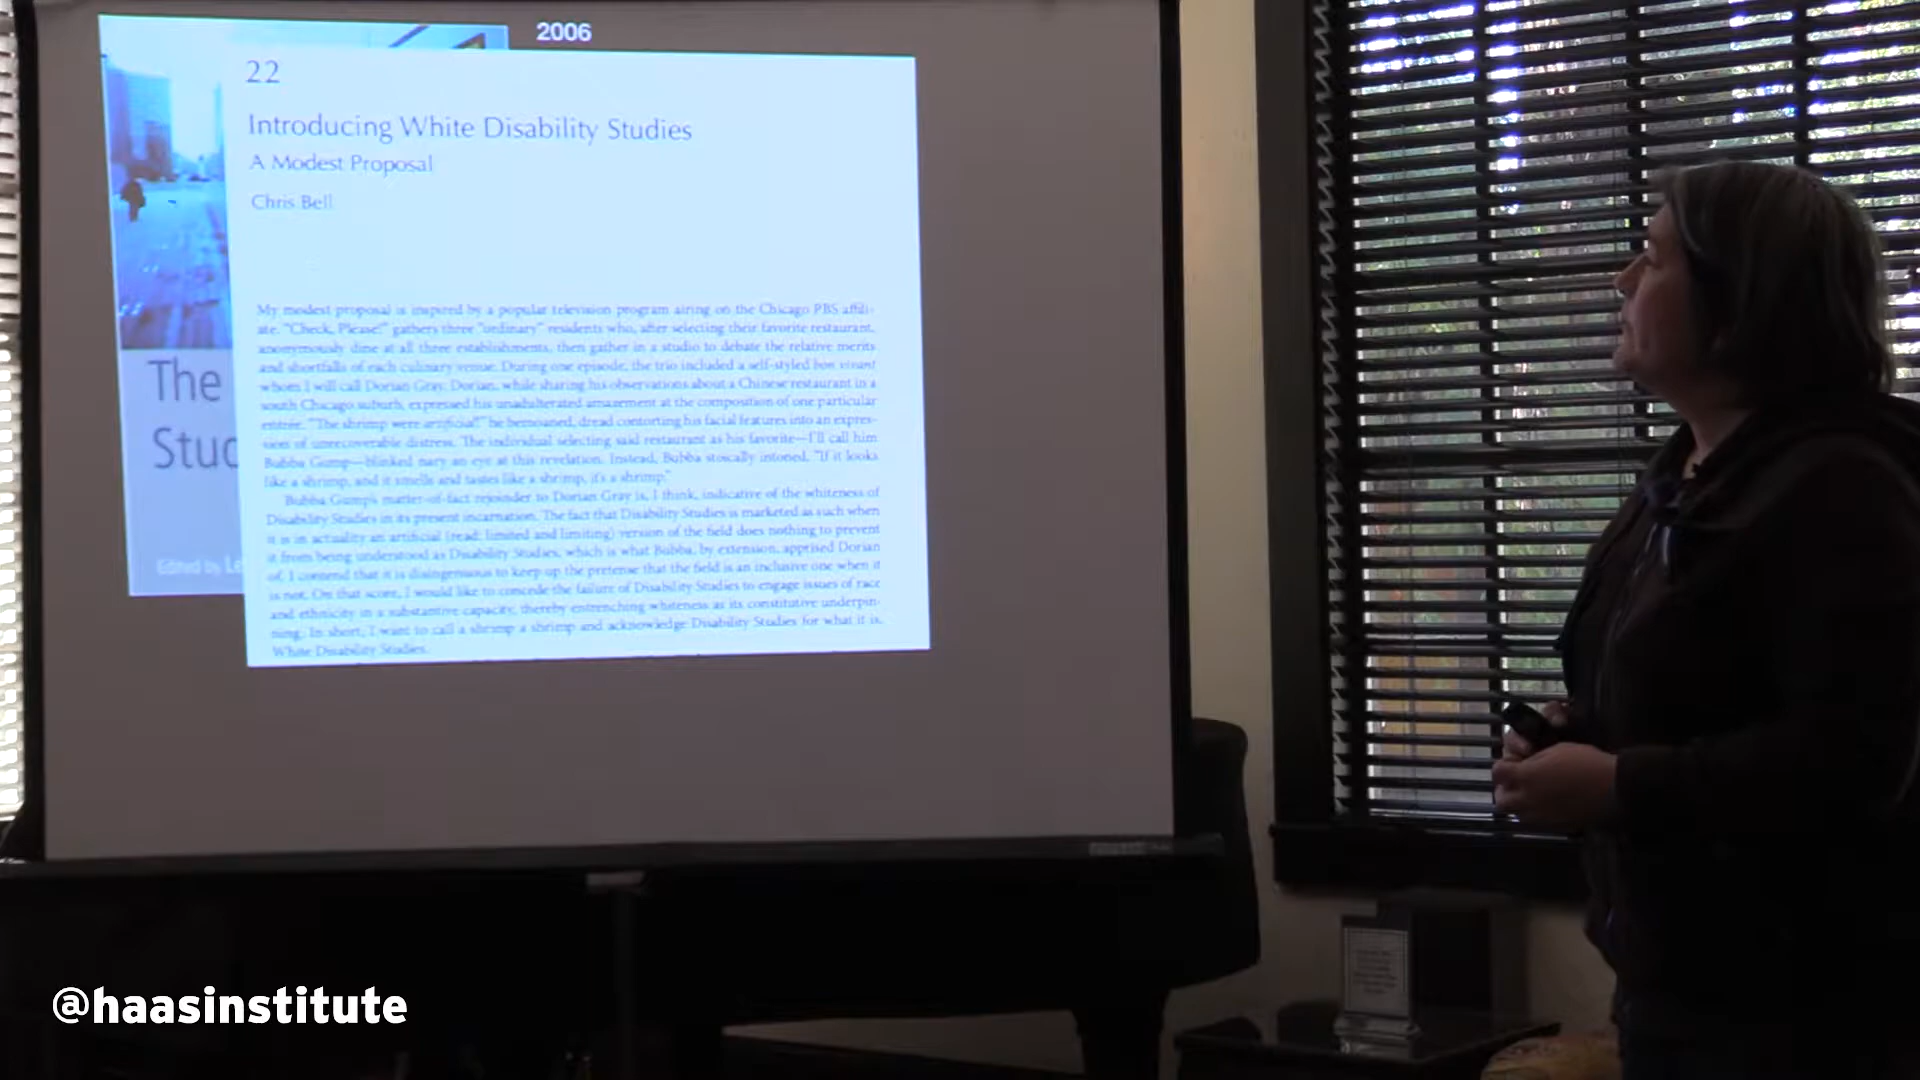 2006
22
Introducing White Disability Studies
A Modest Proposal
Chris Bell
My modest proposal is inspired by a popular television program airing on the Chicago PBS affili-
ate. "Check, Please!" gathers three "ordinary" residents who, after selecting their favorite restaurant,
anonymously dine at all three establishments, then gather in a studio to debate the relative merits
and shortfalls of each culinary venue. During one episode, the trio included a self-styled bon vivant
whom I will call Dorian Gray. Dorian, while sharing his observations about a Chinese restaurant in a
south Chicago suburb, expressed his unadulterated amazement at the composition of one particular
entrée. "The shrimp were artificial!" he bemoaned, dread contorting his facial features into an expres-
sion of unrecoverable distress. The individual selecting said restaurant as his favorite—I'll call him
Bubba Gump—blinked nary an eye at this revelation. Instead, Bubba stoically intoned, "If it looks
like a shrimp, and it smells and tastes like a shrimp, it's a shrimp."
Bubba Gump's matter-of-fact rejoinder to Dorian Gray is, I think, indicative of the whiteness of
Disability Studies in its present incarnation. The fact that Disability Studies is marketed as such when
it is in actuality an artificial (read: limited and limiting) version of the field does nothing to prevent
it from being understood as Disability Studies, which is what Bubba, by extension, apprised Dorian
of. I contend that it is disingenuous to keep up the pretense that the field is an inclusive one when it
is not. On that score, I would like to concede the failure of Disability Studies to engage issues of race
and ethnicity in a substantive capacity, thereby entrenching whiteness as its constitutive underpin-
ning. In short, I want to call a shrimp a shrimp and acknowledge Disability Studies for what it is,
White Disability Studies.
The
Stud
Edited by Le
@haasinstitute